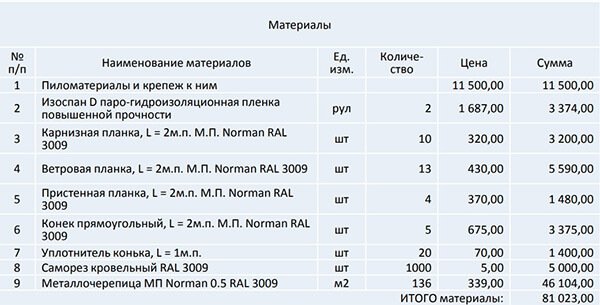 Материалы
№ п/п Наименование материалов Ед. изм. Количе-ство Цена Сумма
1 Пиломатериалы и крепеж к ним 11 500,00 11 500,00
2 Изоспан D паро-гидроизоляционная пленка повышенной прочности рул 2 1 687,00 3 374,00
3 Карнизная планка, L = 2м.п. М.П. Norman RAL 3009 шт 10 320,00 3 200,00
4 Ветровая планка, L = 2м.п. М.П. Norman RAL 3009 шт 13 430,00 5 590,00
5 Пристенная планка, L = 2м.п. М.П. Norman RAL 3009 шт 4 370,00 1 480,00
6 Конек прямоугольный, L = 2м.п. М.П. Norman RAL 3009 шт 5 675,00 3 375,00
7 Уплотнитель конька, L = 1м.п. шт 20 70,00 1 400,00
8 Саморез кровельный RAL 3009 шт 1000 5,00 5 000,00
9 Металлочерепица МП Norman 0.5 RAL 3009 м2 136 339,00 46 104,00
ИТОГО материалы: 81 023,00